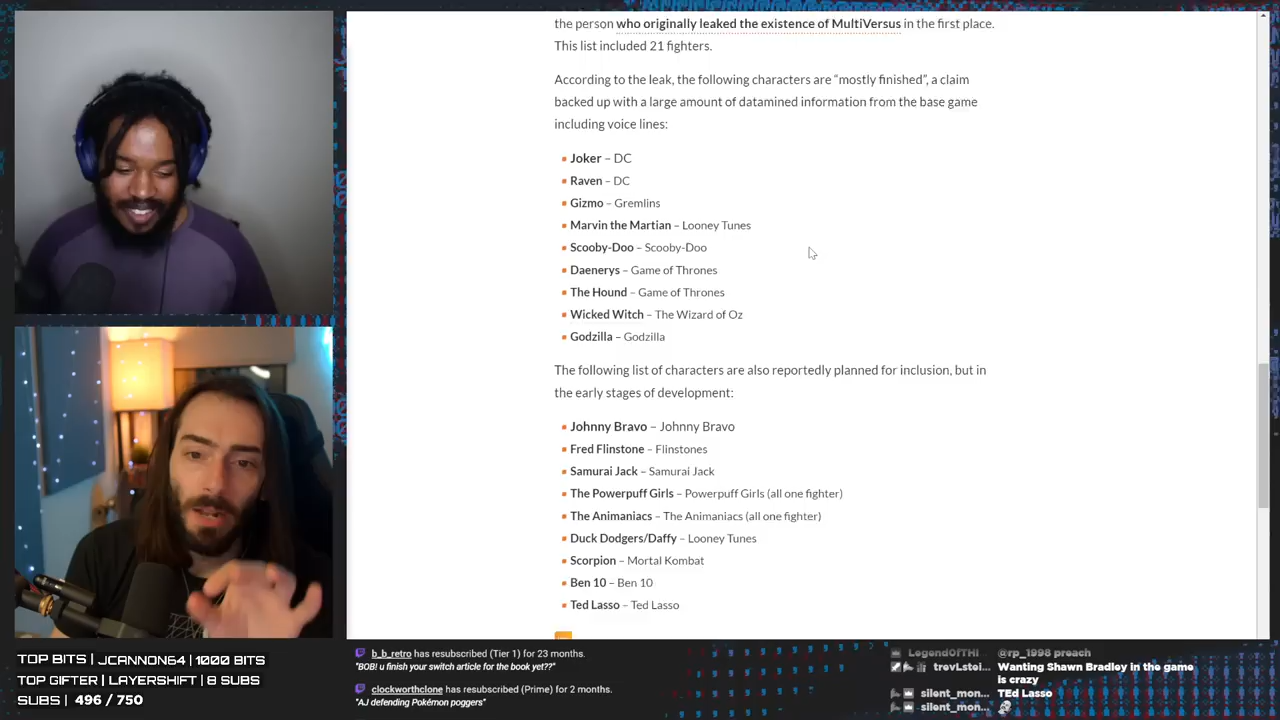 the person who originally leaked the existence of MultiVersus in the first place.
This list included 21 fighters.
According to the leak, the following characters are “mostly finished”, a claim
backed up with a large amount of datamined information from the base game
including voice lines:
Joker – DC
Raven – DC
Gizmo – Gremlins
Marvin the Martian – Looney Tunes
Scooby-Doo – Scooby-Doo
Daenerys – Game of Thrones
The Hound – Game of Thrones
Wicked Witch – The Wizard of Oz
Godzilla – Godzilla
The following list of characters are also reportedly planned for inclusion, but in
the early stages of development:
Johnny Bravo – Johnny Bravo
Fred Flinstone – Flinstones
Samurai Jack – Samurai Jack
The Powerpuff Girls – Powerpuff Girls (all one fighter)
The Animaniacs – The Animaniacs (all one fighter)
Duck Dodgers/Daffy – Looney Tunes
Scorpion – Mortal Kombat
Ben 10 – Ben 10
Ted Lasso – Ted Lasso
TOP BITS | JCANNON64 | 1000 BITS
TOP GIFTER | LAYERSHIFT | 8 SUBS
SUBS | 496 / 750
b_b_retro has resubscribed (Tier 1) for 23 months.
"BOB! u finish your switch article for the book yet??"
clockworthclone has resubscribed (Prime) for 2 months.
"AJ defending Pokémon poggers"
LegendOfTHI @rp_1998 preach
trevLstei... Wanting Shawn Bradley in the game
is crazy
silent_mon... TEd Lasso
silent_mon...